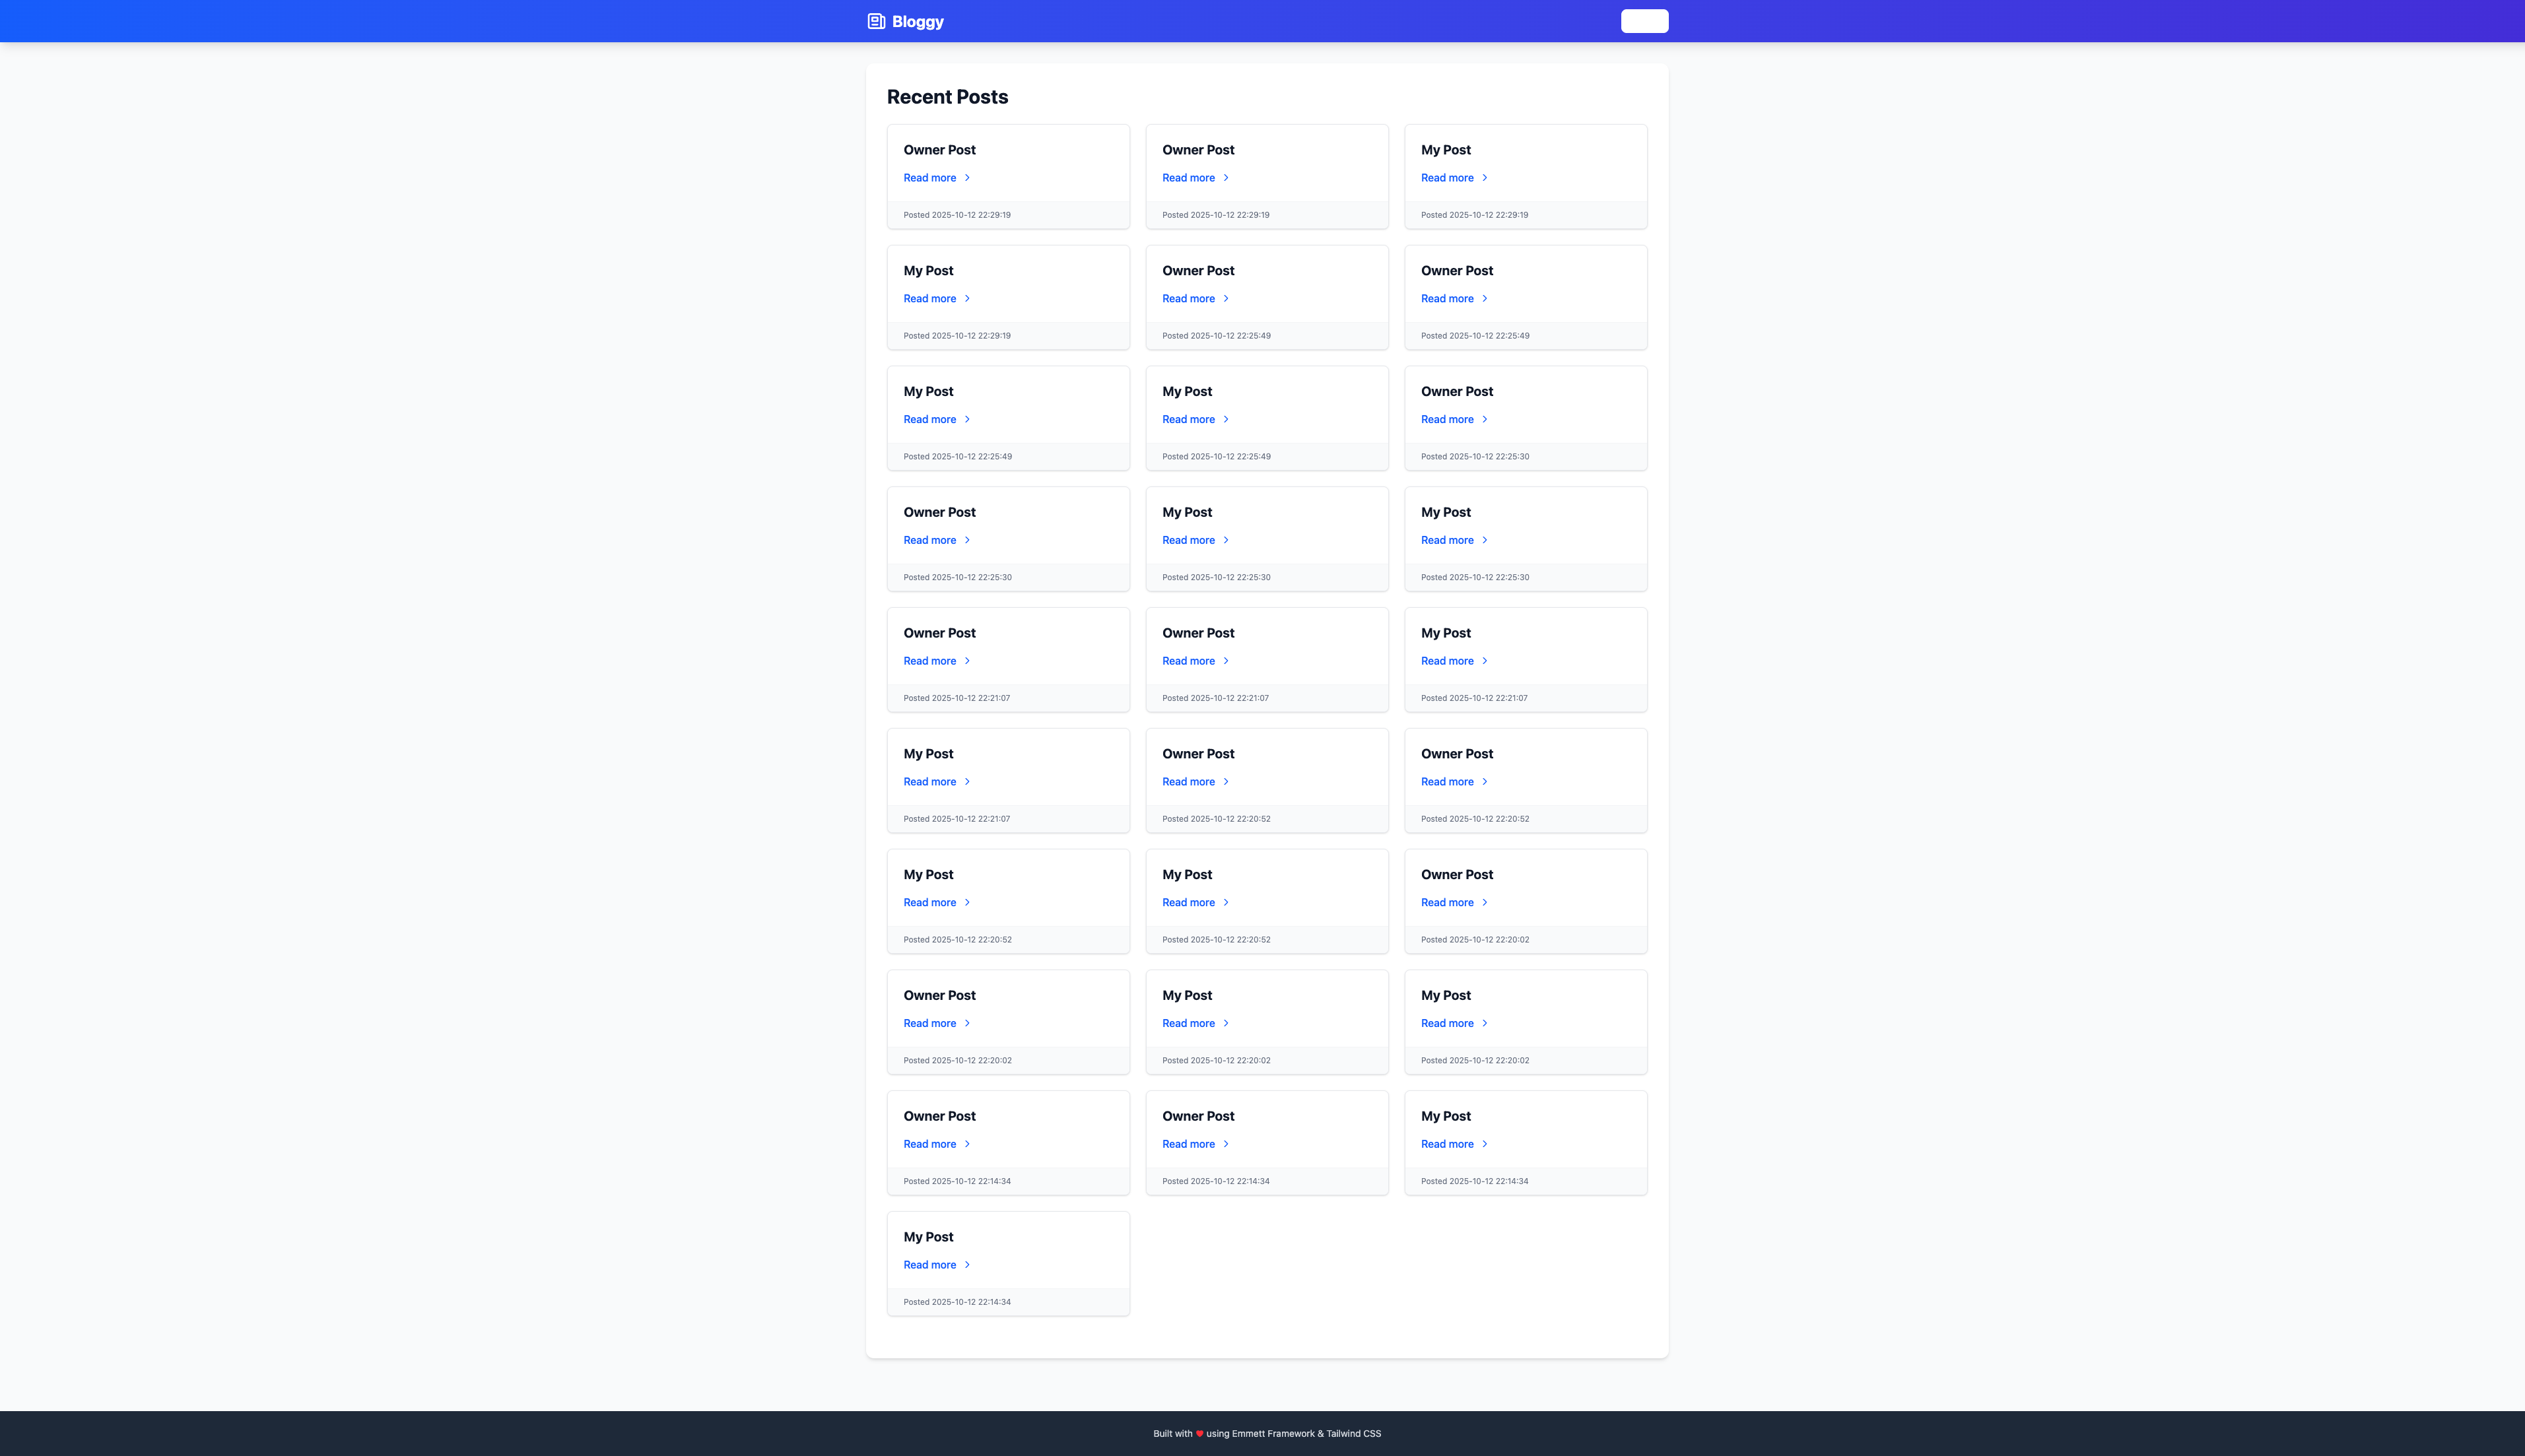 Bloggy
Recent Posts
Owner Post
Read more
Posted 2025-10-12 22:29:19
Owner Post
Read more
Posted 2025-10-12 22:29:19
My Post
Read more
Posted 2025-10-12 22:29:19
My Post
Read more
Posted 2025-10-12 22:29:19
Owner Post
Read more
Posted 2025-10-12 22:25:49
Owner Post
Read more
Posted 2025-10-12 22:25:49
My Post
Read more
Posted 2025-10-12 22:25:49
My Post
Read more
Posted 2025-10-12 22:25:49
Owner Post
Read more
Posted 2025-10-12 22:25:30
Owner Post
Read more
Posted 2025-10-12 22:25:30
My Post
Read more
Posted 2025-10-12 22:25:30
My Post
Read more
Posted 2025-10-12 22:25:30
Owner Post
Read more
Posted 2025-10-12 22:21:07
Owner Post
Read more
Posted 2025-10-12 22:21:07
My Post
Read more
Posted 2025-10-12 22:21:07
My Post
Read more
Posted 2025-10-12 22:21:07
Owner Post
Read more
Posted 2025-10-12 22:20:52
Owner Post
Read more
Posted 2025-10-12 22:20:52
My Post
Read more
Posted 2025-10-12 22:20:52
My Post
Read more
Posted 2025-10-12 22:20:52
Owner Post
Read more
Posted 2025-10-12 22:20:02
Owner Post
Read more
Posted 2025-10-12 22:20:02
My Post
Read more
Posted 2025-10-12 22:20:02
My Post
Read more
Posted 2025-10-12 22:20:02
Owner Post
Read more
Posted 2025-10-12 22:14:34
Owner Post
Read more
Posted 2025-10-12 22:14:34
My Post
Read more
Posted 2025-10-12 22:14:34
My Post
Read more
Posted 2025-10-12 22:14:34
Built with ♥ using Emmett Framework & Tailwind CSS